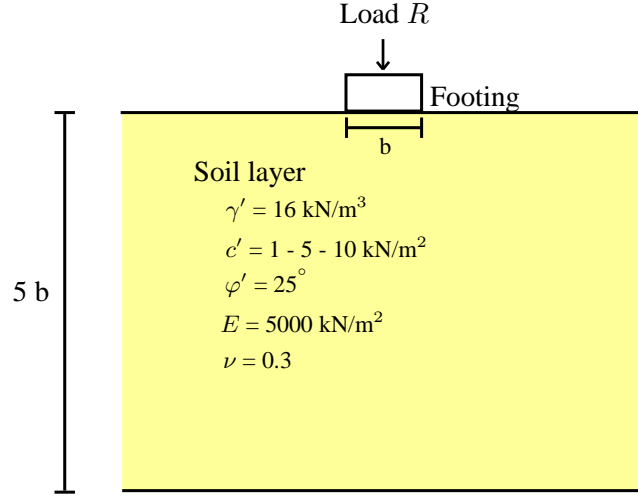 Load R
Footing
b
Soil layer
γ′ = 16 kN/m³
c′ = 1 - 5 - 10 kN/m²
φ′ = 25°
5 b
E = 5000 kN/m²
ν = 0.3